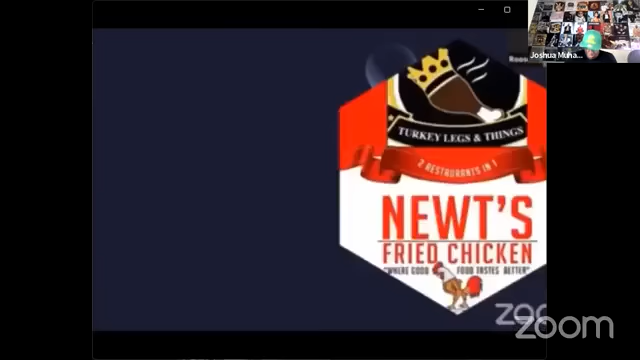 Joshua Muha...
TURKEY LEGS & THINGS
2 RESTAURANTS IN 1
NEWT'S
FRIED CHICKEN
"WHERE GOOD FOOD TASTES BETTER"
zoom